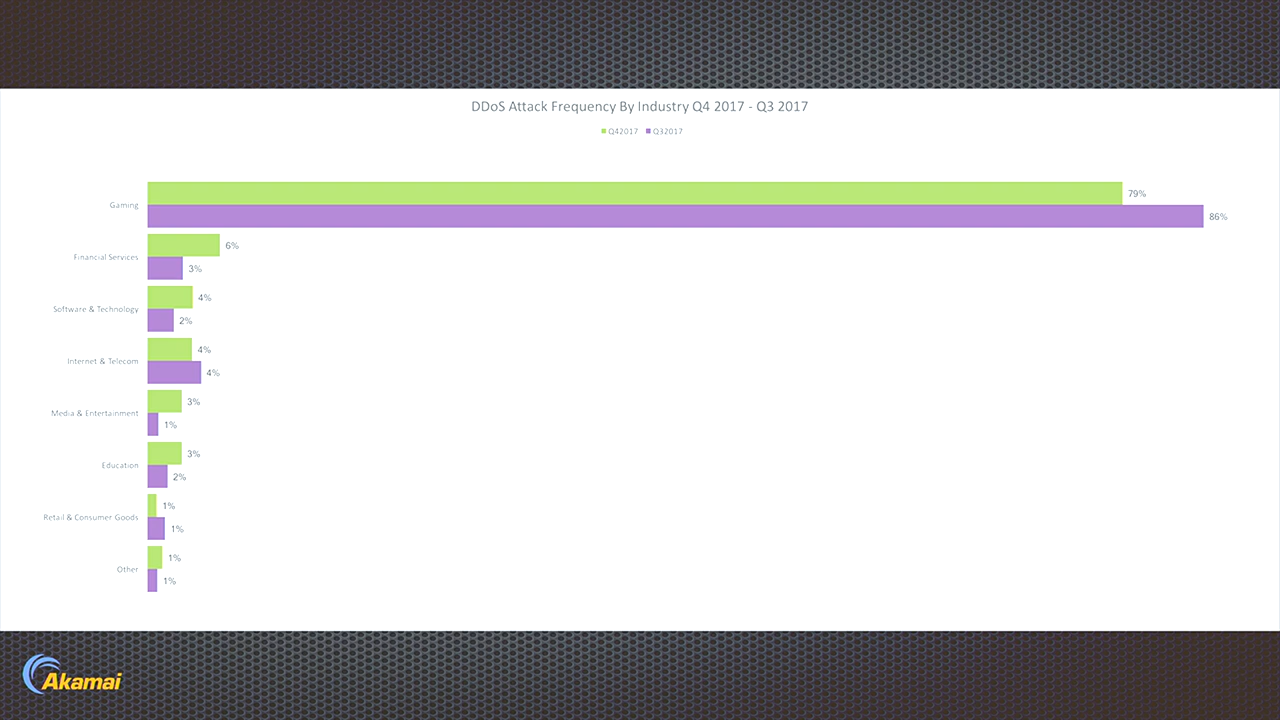 DDoS Attack Frequency By Industry Q4 2017 - Q3 2017
Q42017 Q32017
Gaming
79%
86%
Financial Services
6%
3%
Software & Technology
4%
2%
Internet & Telecom
4%
4%
Media & Entertainment
3%
1%
Education
3%
2%
Retail & Consumer Goods
1%
1%
Other
1%
1%
Akamai